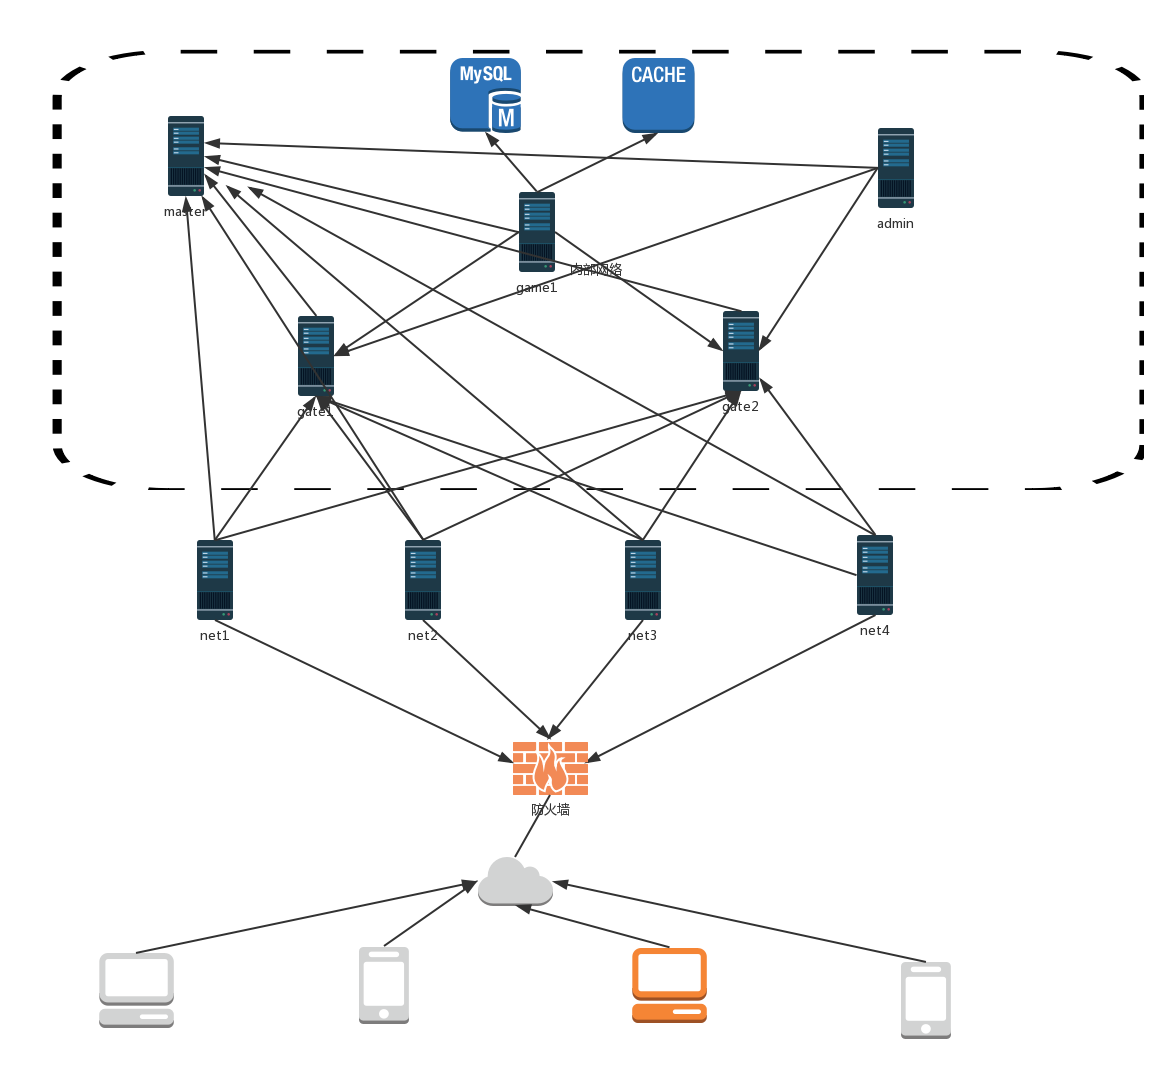 MySQL
M
CACHE
master
admin
内部网络
game1
gate1
gate2
net1
net2
net3
net4
防火墙